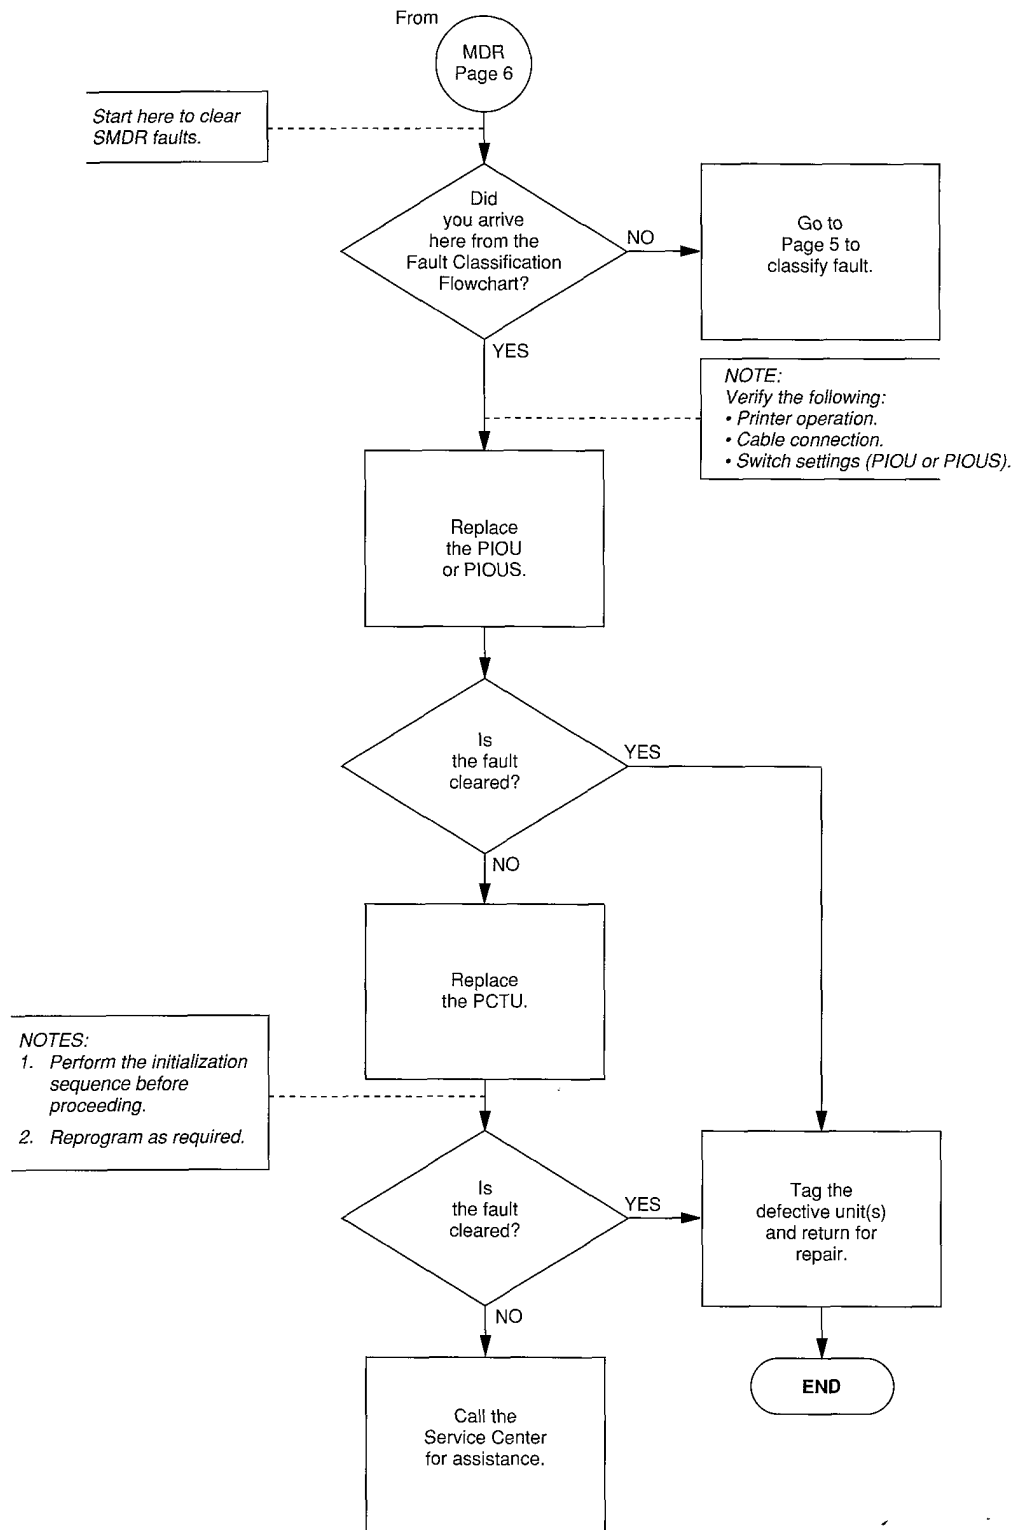 From
MDR
Page 6
Start here to clear
SMDR faults.
Did
you arrive
here from the
Fault Classification
Flowchart?
NO
Go to
Page 5 to
classify fault.
YES
NOTE:
Verify the following:
• Printer operation.
• Cable connection.
• Switch settings (PIOU or PIOUS).
Replace
the PIOU
or PIOUS.
Is
the fault
cleared?
YES
NO
Replace
the PCTU.
NOTES:
1. Perform the initialization
sequence before
proceeding.
2. Reprogram as required.
Is
the fault
cleared?
YES
Tag the
defective unit(s)
and return for
repair.
NO
END
Call the
Service Center
for assistance.